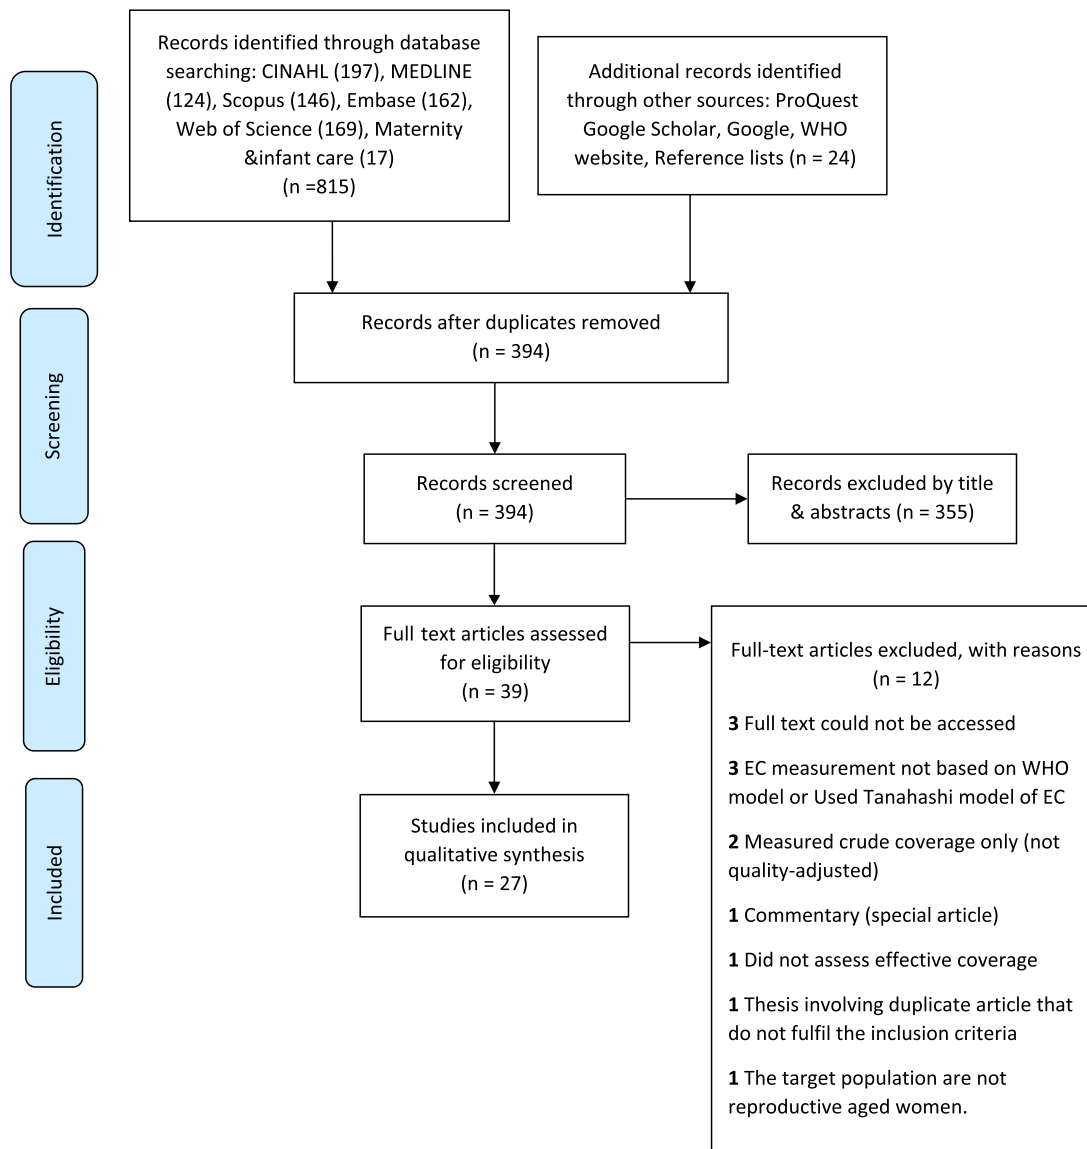 Records identified through database
searching: CINAHL (197), MEDLINE
(124), Scopus (146), Embase (162),
Web of Science (169), Maternity
&infant care (17)
(n =815)
Additional records identified
through other sources: ProQuest
Google Scholar, Google, WHO
website, Reference lists (n = 24)
Identification
Records after duplicates removed
(n = 394)
Screening
Records screened
(n = 394)
Records excluded by title
& abstracts (n = 355)
Eligibility
Full text articles assessed
for eligibility
(n = 39)
Full-text articles excluded, with reasons
(n = 12)
3 Full text could not be accessed
3 EC measurement not based on WHO
model or Used Tanahashi model of EC
2 Measured crude coverage only (not
quality-adjusted)
1 Commentary (special article)
1 Did not assess effective coverage
1 Thesis involving duplicate article that
do not fulfil the inclusion criteria
1 The target population are not
reproductive aged women.
Included
Studies included in
qualitative synthesis
(n = 27)